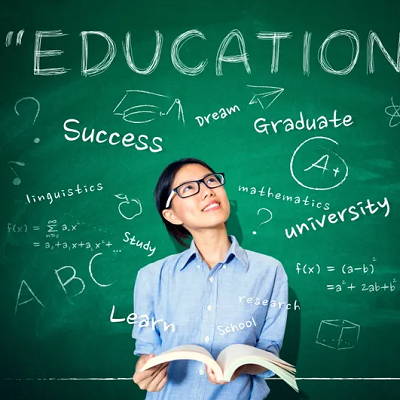 "EDUCATION
Dream
Success
Graduate
A+
linguistics
mathematics
university
f(x) = ∑ aₙxⁿ
= a₀+a₁x+a₂x²+...
Study
f(x) = (a-b)²
=a²+2ab+b²
ABC
research
Learn
School